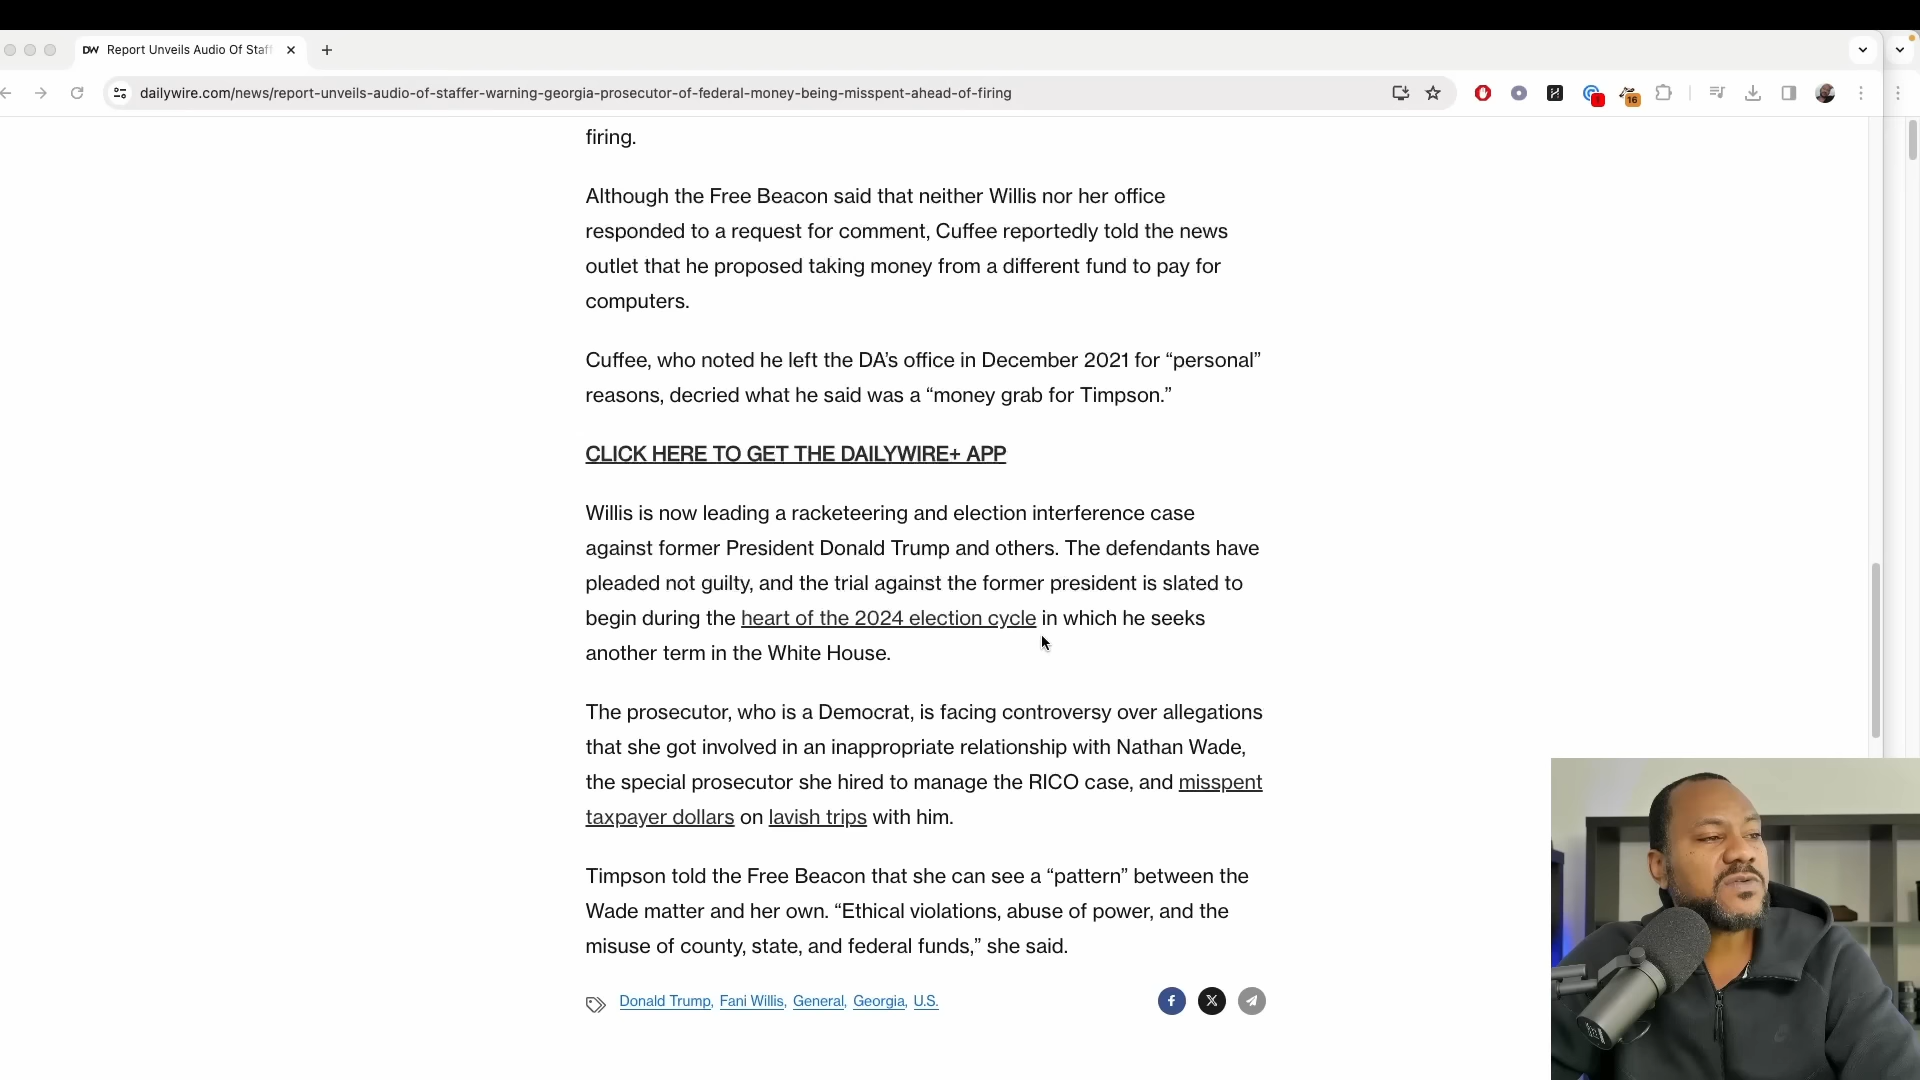 DW Report Unveils Audio Of Staf
dailywire.com/news/report-unveils-audio-of-staffer-warning-georgia-prosecutor-of-federal-money-being-misspent-ahead-of-firing
16
firing.
Although the Free Beacon said that neither Willis nor her office
responded to a request for comment, Cuffee reportedly told the news
outlet that he proposed taking money from a different fund to pay for
computers.
Cuffee, who noted he left the DA’s office in December 2021 for “personal”
reasons, decried what he said was a “money grab for Timpson.”
CLICK HERE TO GET THE DAILYWIRE+ APP
Willis is now leading a racketeering and election interference case
against former President Donald Trump and others. The defendants have
pleaded not guilty, and the trial against the former president is slated to
begin during the heart of the 2024 election cycle in which he seeks
another term in the White House.
The prosecutor, who is a Democrat, is facing controversy over allegations
that she got involved in an inappropriate relationship with Nathan Wade,
the special prosecutor she hired to manage the RICO case, and misspent
taxpayer dollars on lavish trips with him.
Timpson told the Free Beacon that she can see a “pattern” between the
Wade matter and her own. “Ethical violations, abuse of power, and the
misuse of county, state, and federal funds,” she said.
Donald Trump, Fani Willis, General, Georgia, U.S.